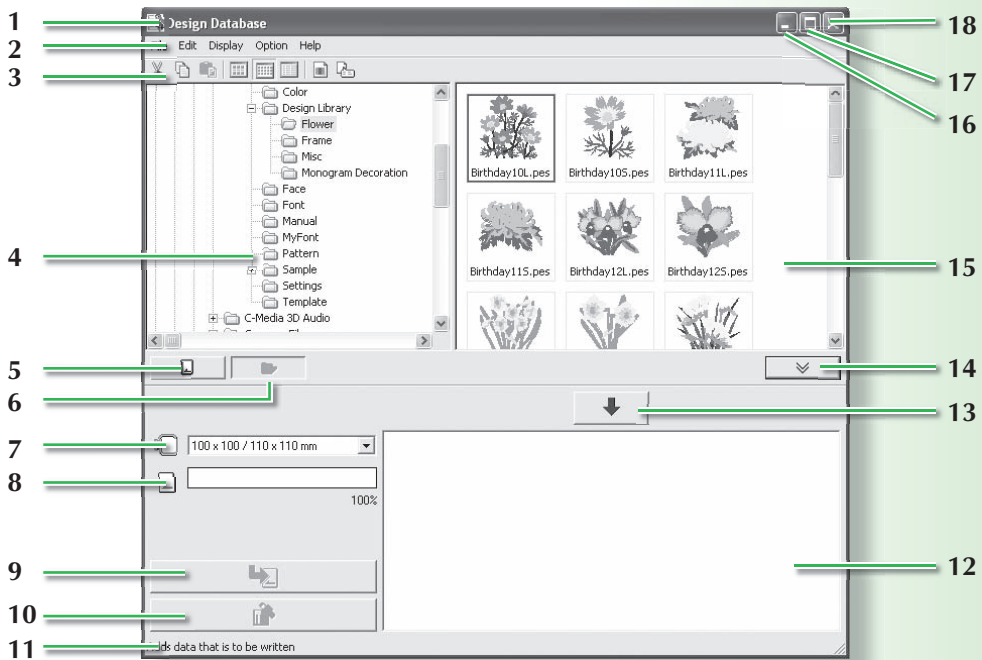 1
Design Database
18
2
Edit Display Option Help
3
17
16
Color
Design Library
Flower
Frame
Misc
Monogram Decoration
Face
Font
Manual
MyFont
4
Pattern
Sample
Settings
Template
C-Media 3D Audio
Birthday10L.pes
Birthday10S.pes
Birthday11L.pes
Birthday11S.pes
Birthday12L.pes
Birthday12S.pes
15
5
14
6
13
7
100 x 100 / 110 x 110 mm
8
100%
9
12
10
11
data that is to be written